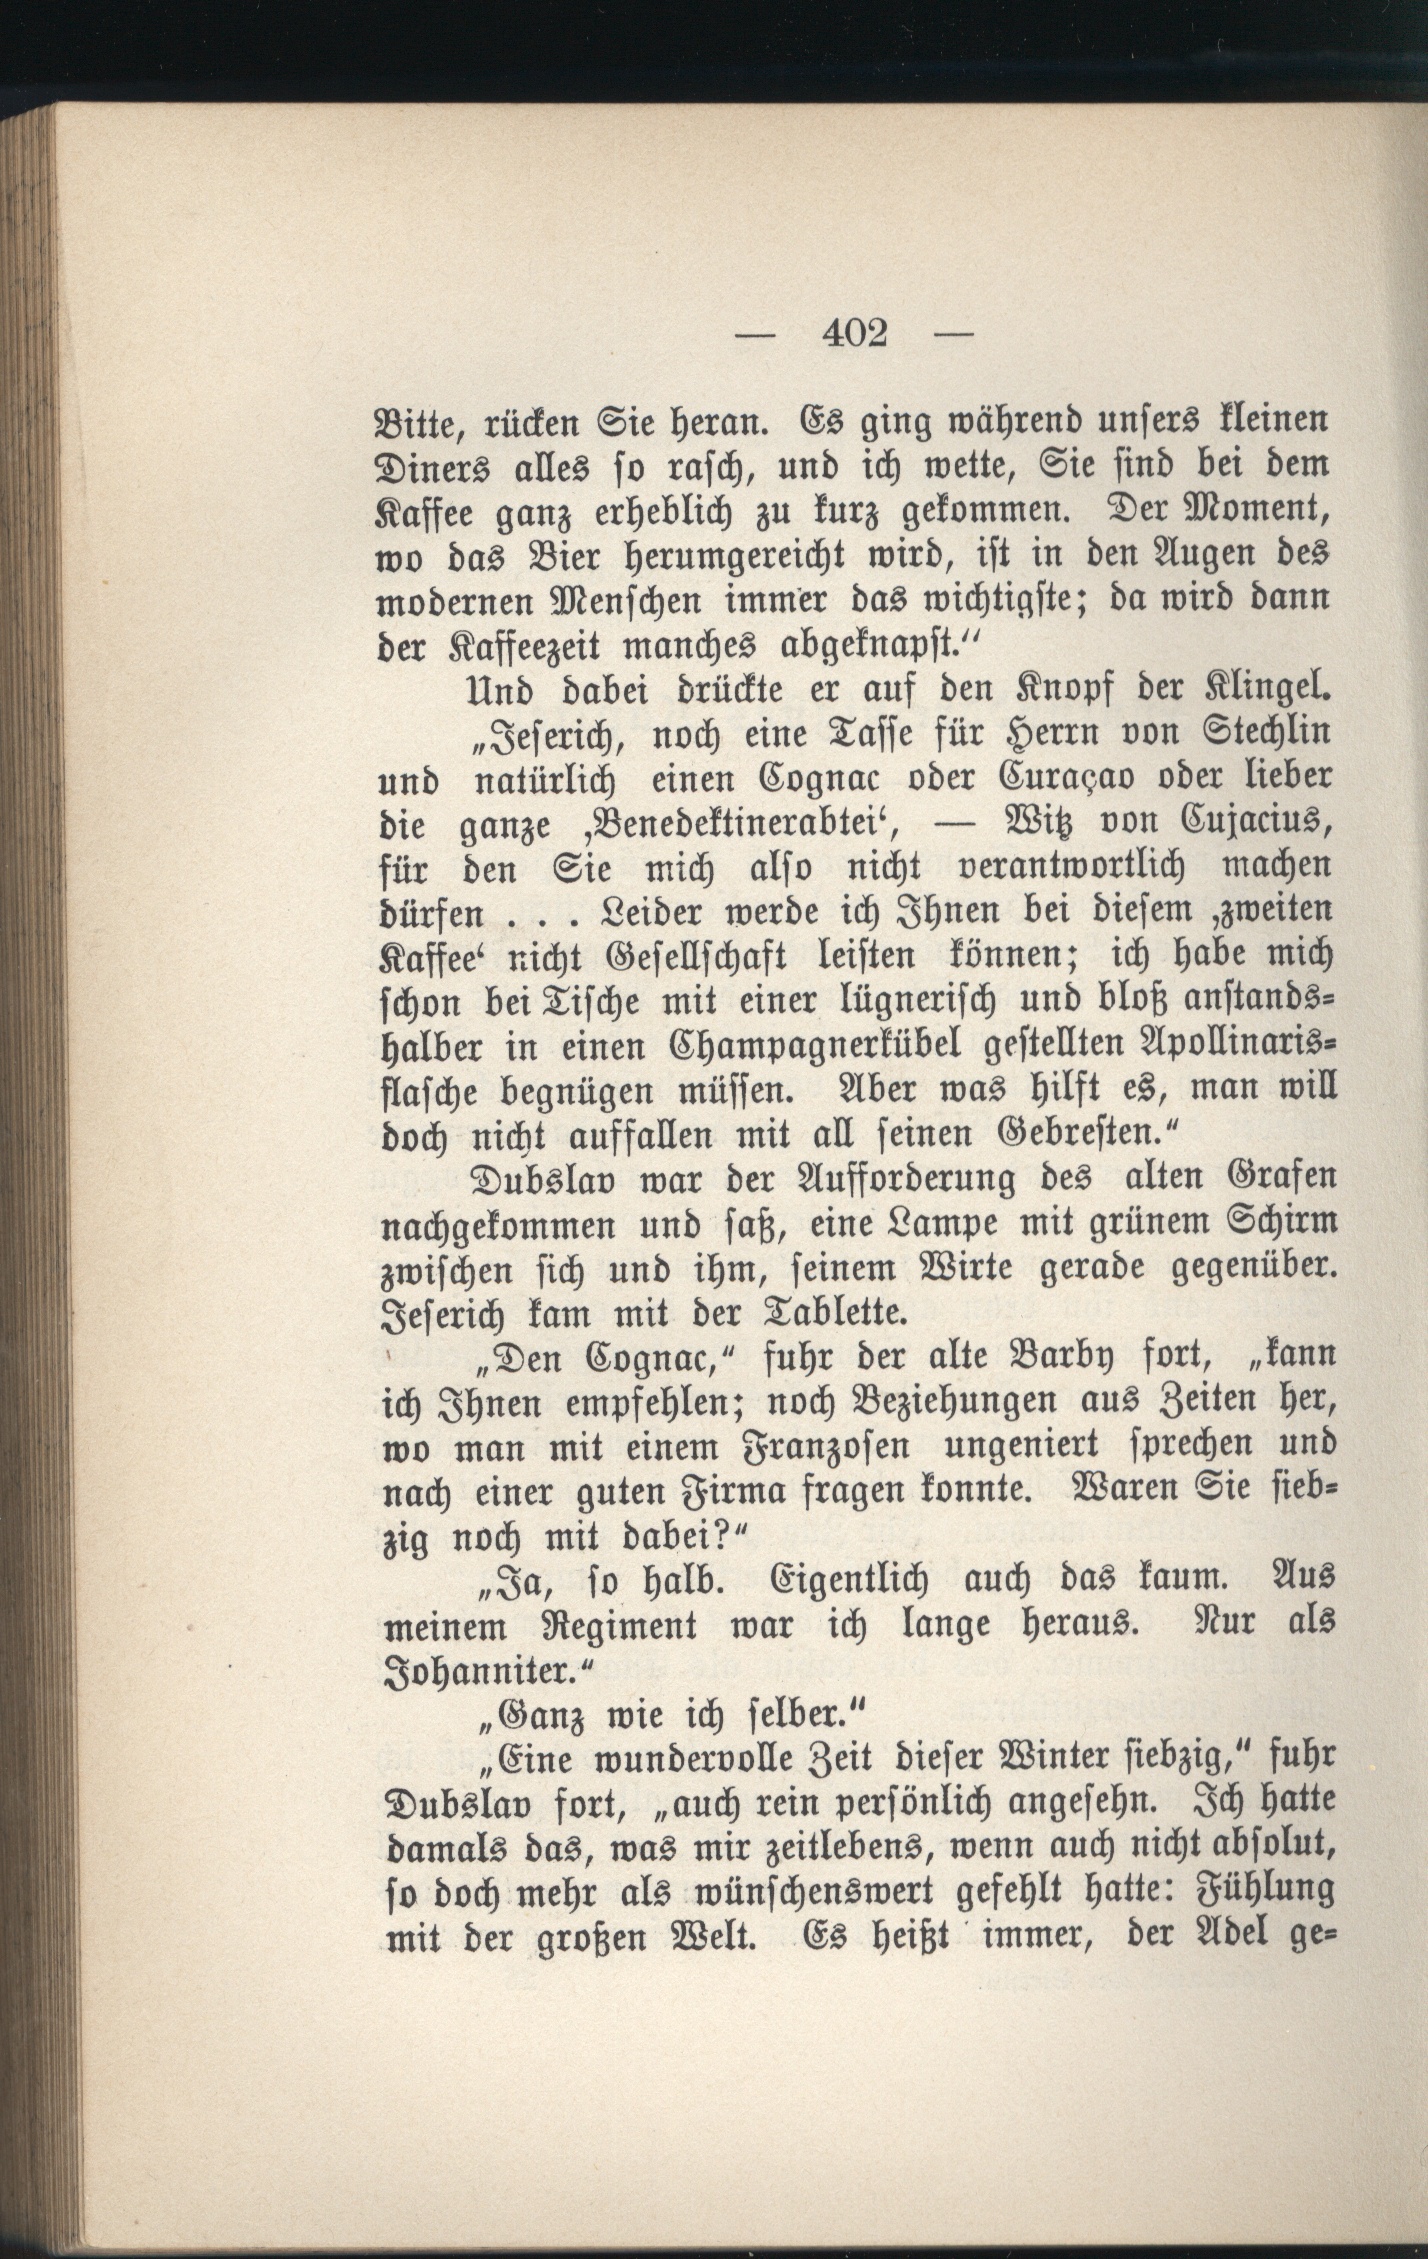 — 402 —
Bitte, rücken Sie heran. Es ging während unsers kleinen
Diners alles so rasch, und ich wette, Sie sind bei dem
Kaffee ganz erheblich zu kurz gekommen. Der Moment,
wo das Bier herumgereicht wird, ist in den Augen des
modernen Menschen immer das wichtigste; da wird dann
der Kaffeezeit manches abgeknapst.“
Und dabei drückte er auf den Knopf der Klingel.
„Jeserich, noch eine Tasse für Herrn von Stechlin
und natürlich einen Cognac oder Curaçao oder lieber
die ganze ‚Benedektinerabtei‘, — Witz von Cujacius,
für den Sie mich also nicht verantwortlich machen
dürfen . . . Leider werde ich Ihnen bei diesem ‚zweiten
Kaffee‘ nicht Gesellschaft leisten können; ich habe mich
schon bei Tische mit einer lügnerisch und bloß anstands-
halber in einen Champagnerkübel gestellten Apollinaris-
flasche begnügen müssen. Aber was hilft es, man will
doch nicht auffallen mit all seinen Gebresten.“
Dubslav war der Aufforderung des alten Grafen
nachgekommen und saß, eine Lampe mit grünem Schirm
zwischen sich und ihm, seinem Wirte gerade gegenüber.
Jeserich kam mit der Tablette.
„Den Cognac,“ fuhr der alte Barby fort, „kann
ich Ihnen empfehlen; noch Beziehungen aus Zeiten her,
wo man mit einem Franzosen ungeniert sprechen und
nach einer guten Firma fragen konnte. Waren Sie sieb-
zig noch mit dabei?“
„Ja, so halb. Eigentlich auch das kaum. Aus
meinem Regiment war ich lange heraus. Nur als
Johanniter.“
„Ganz wie ich selber.“
„Eine wundervolle Zeit dieser Winter siebzig,“ fuhr
Dubslav fort, „auch rein persönlich angesehn. Ich hatte
damals das, was mir zeitlebens, wenn auch nicht absolut,
so doch mehr als wünschenswert gefehlt hatte: Fühlung
mit der großen Welt. Es heißt immer, der Adel ge-